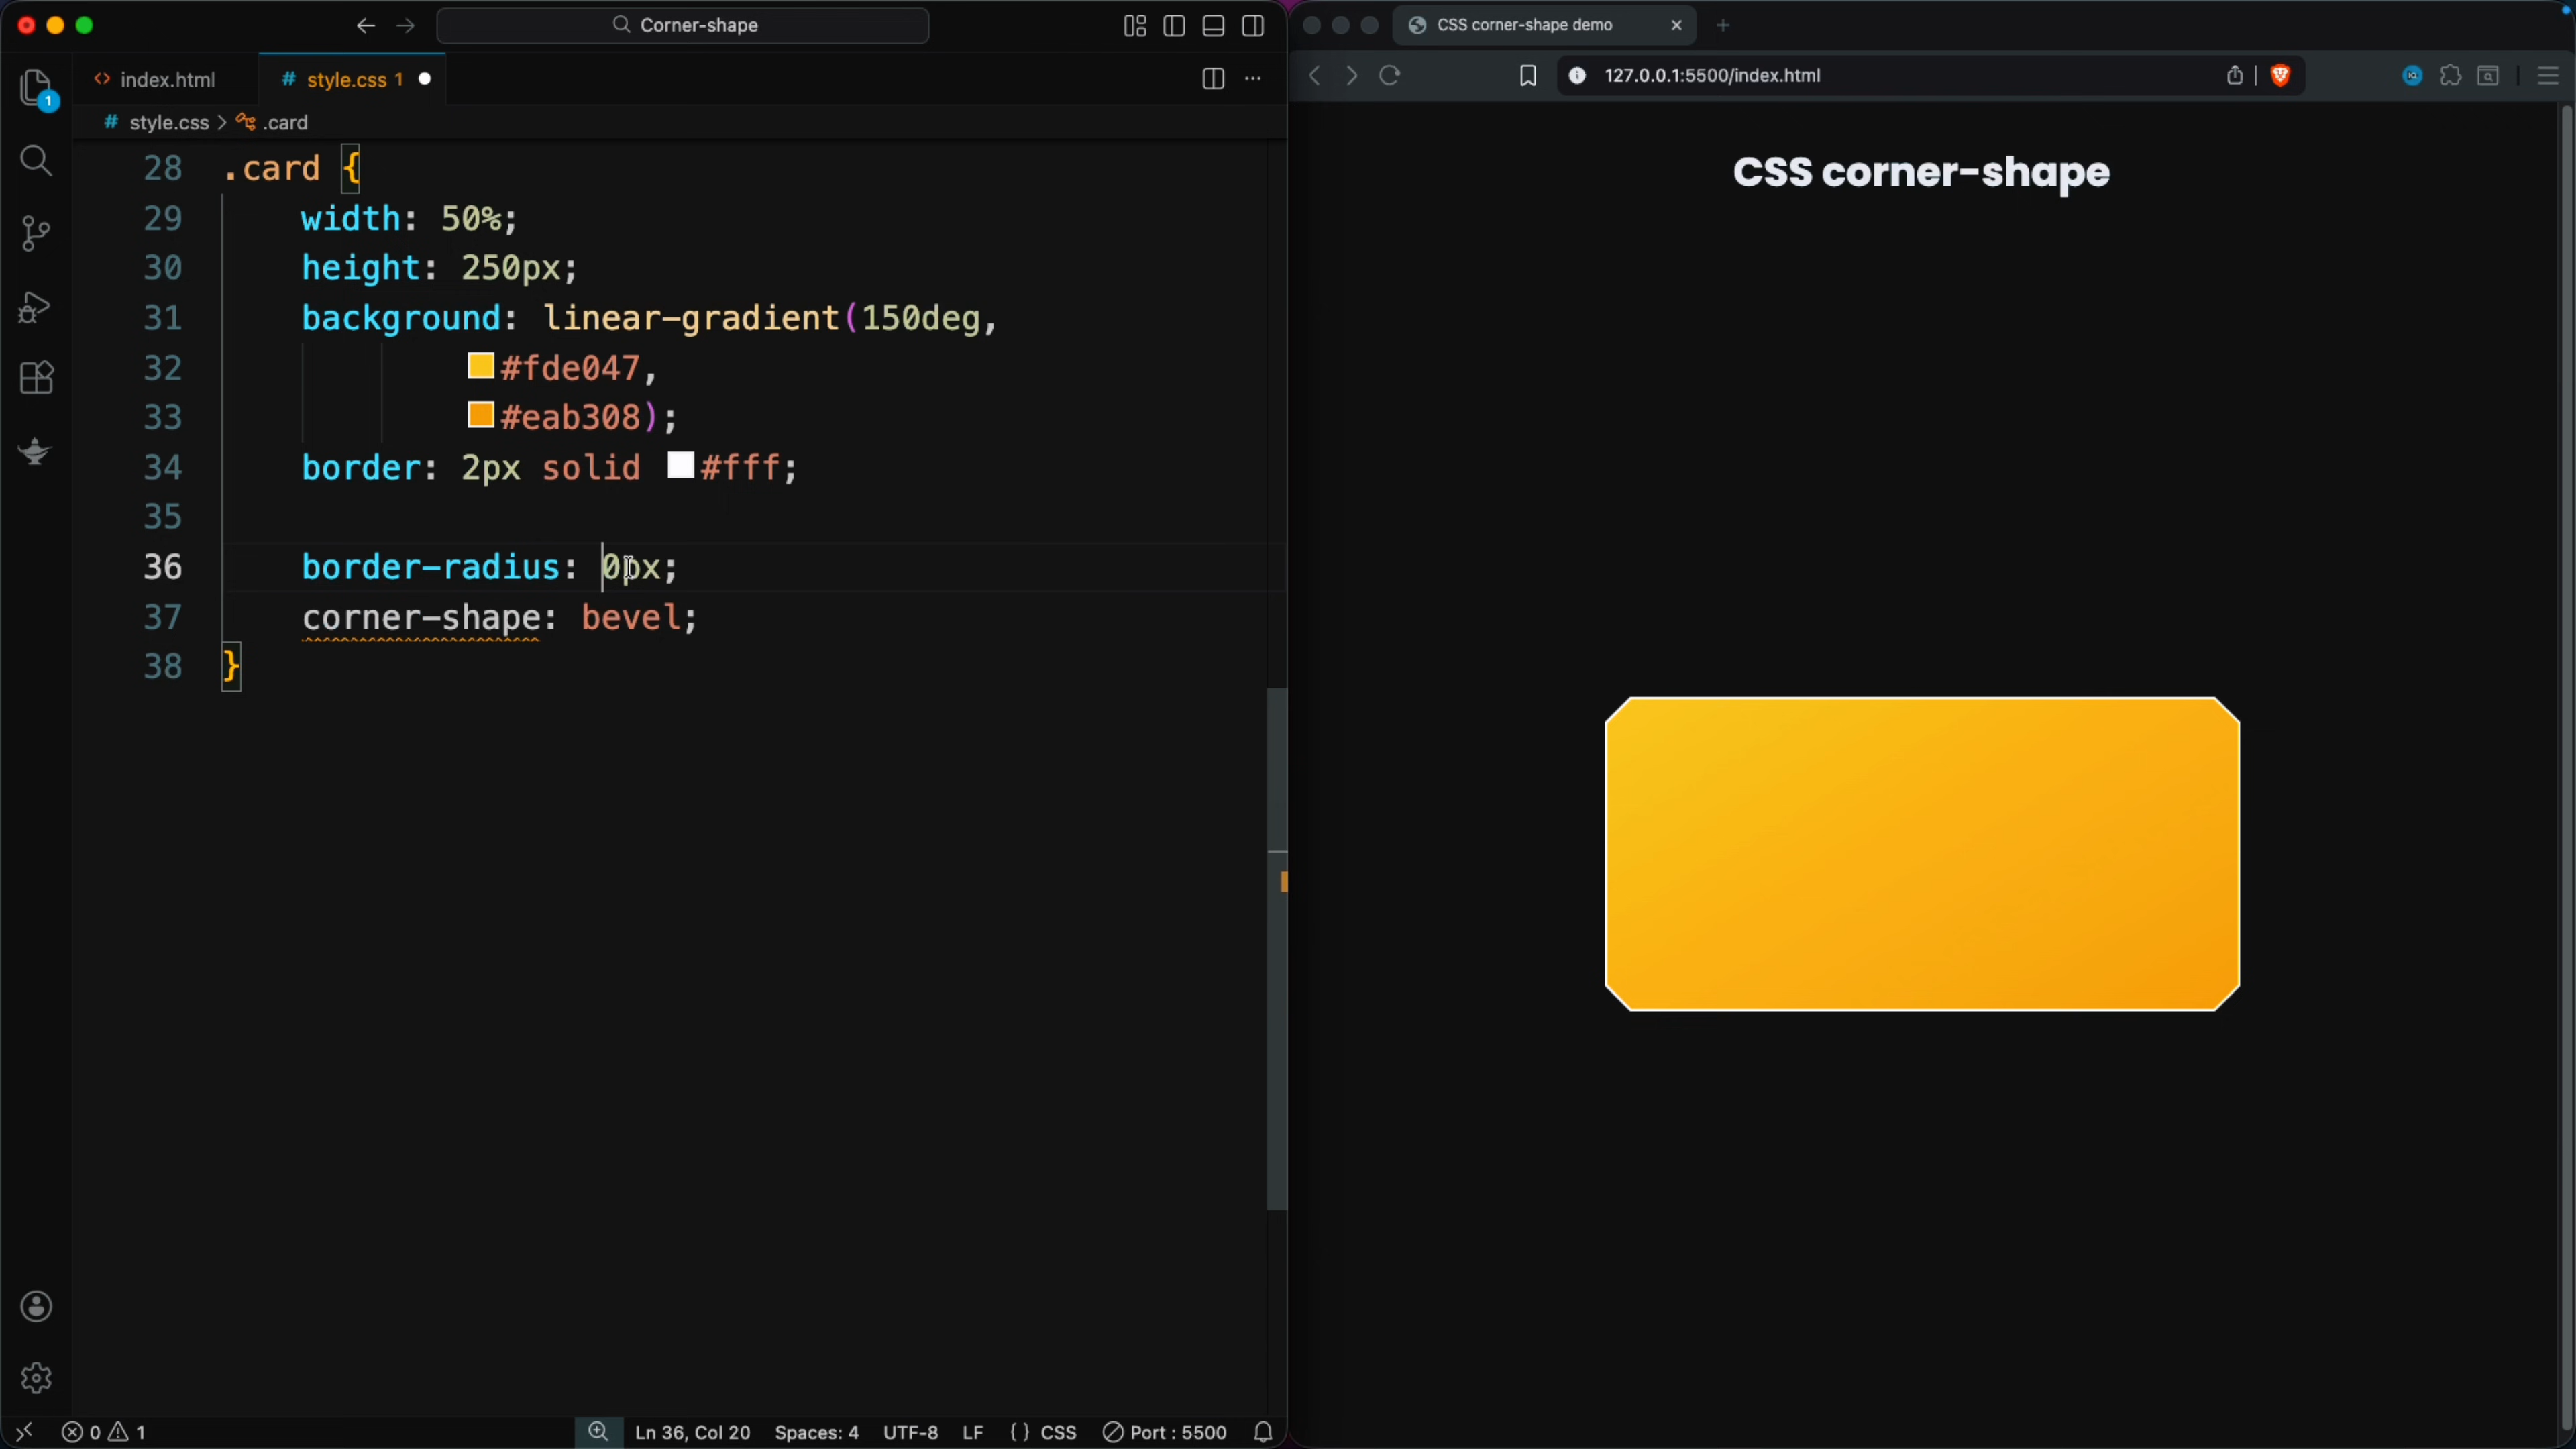 Corner-shape
index.html
# style.css 1
# style.css > .card
28 .card {
29 width: 50%;
30 height: 250px;
31 background: linear-gradient(150deg,
32 #fde047,
33 #eab308);
34 border: 2px solid #fff;
35
36 border-radius: 0px;
37 corner-shape: bevel;
38 }
1
0 1
Ln 36, Col 20
Spaces: 4
UTF-8
LF
{ } CSS
Port : 5500
CSS corner-shape demo
127.0.0.1:5500/index.html
CSS corner-shape